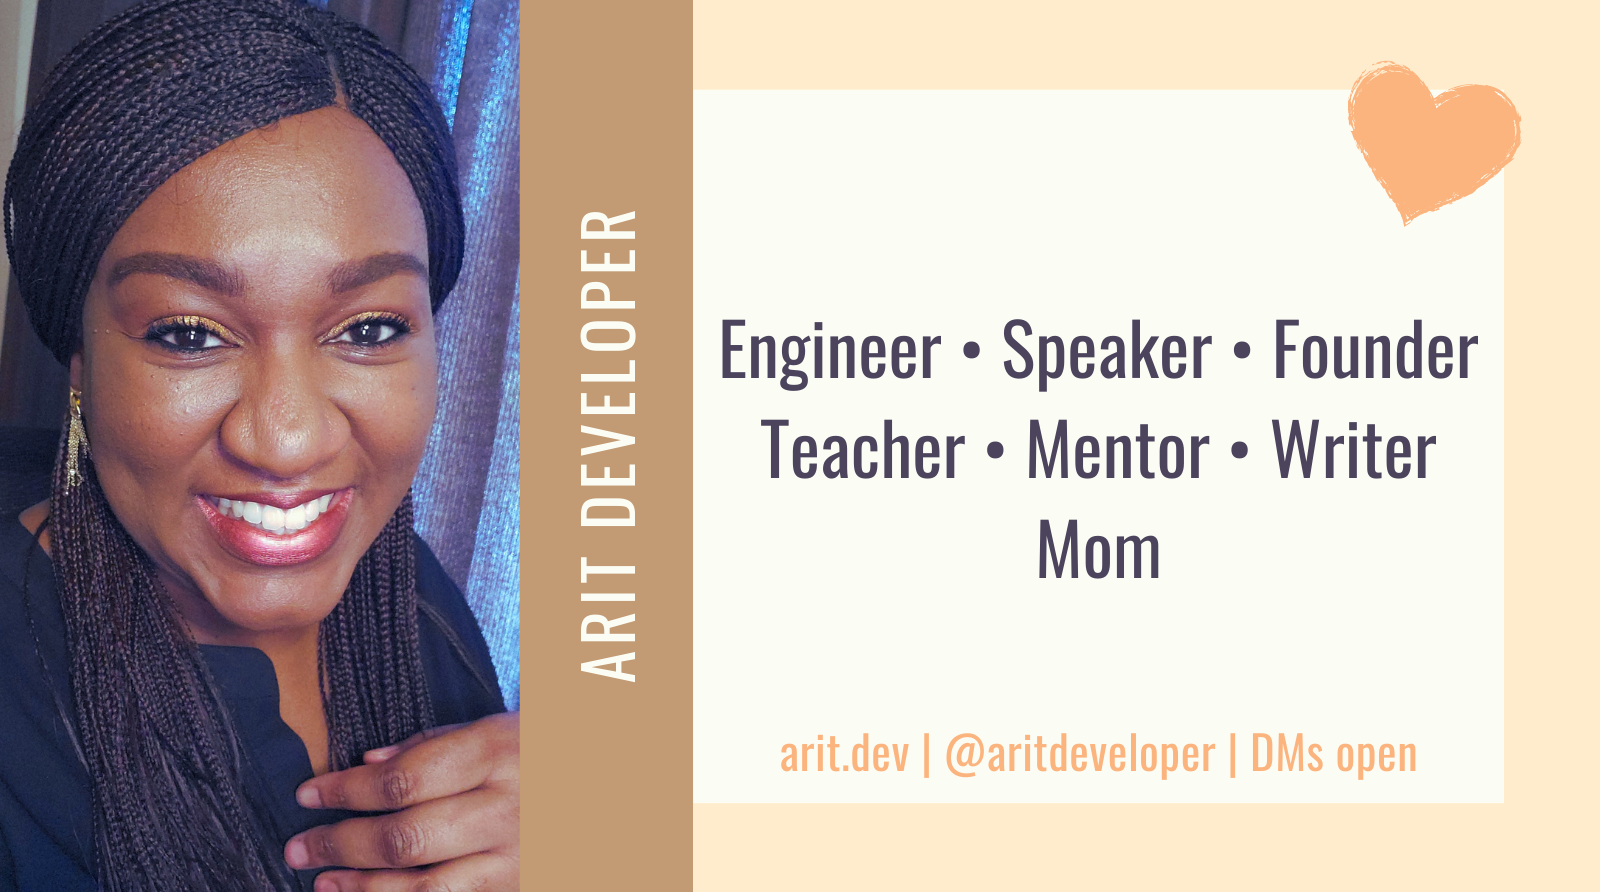 ARIT DEVELOPER
Engineer • Speaker • Founder
Teacher • Mentor • Writer
Mom
arit.dev | @aritdeveloper | DMs open